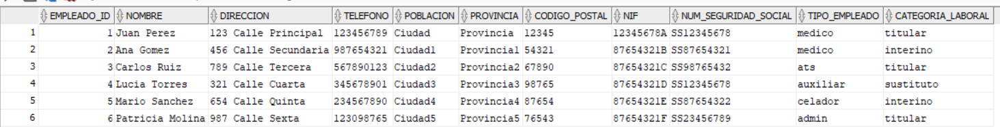 EMPLEADO_ID NOMBRE DIRECCION TELEFONO POBLACION PROVINCIA CODIGO_POSTAL NIF NUM_SEGURIDAD_SOCIAL TIPO_EMPLEADO CATEGORIA_LABORAL
1 1 Juan Perez 123 Calle Principal 123456789 Ciudad Provincia 12345 12345678A SS12345678 medico titular
2 2 Ana Gomez 456 Calle Secundaria 987654321 Ciudad1 Provincia1 54321 87654321B SS87654321 medico interino
3 3 Carlos Ruiz 789 Calle Tercera 567890123 Ciudad2 Provincia2 67890 87654321C SS98765432 ats titular
4 4 Lucia Torres 321 Calle Cuarta 345678901 Ciudad3 Provincia3 98765 87654321D SS12345678 auxiliar sustituto
5 5 Mario Sanchez 654 Calle Quinta 234567890 Ciudad4 Provincia4 87654 87654321E SS87654322 celador interino
6 6 Patricia Molina 987 Calle Sexta 123098765 Ciudad5 Provincia5 76543 87654321F SS23456789 admin titular